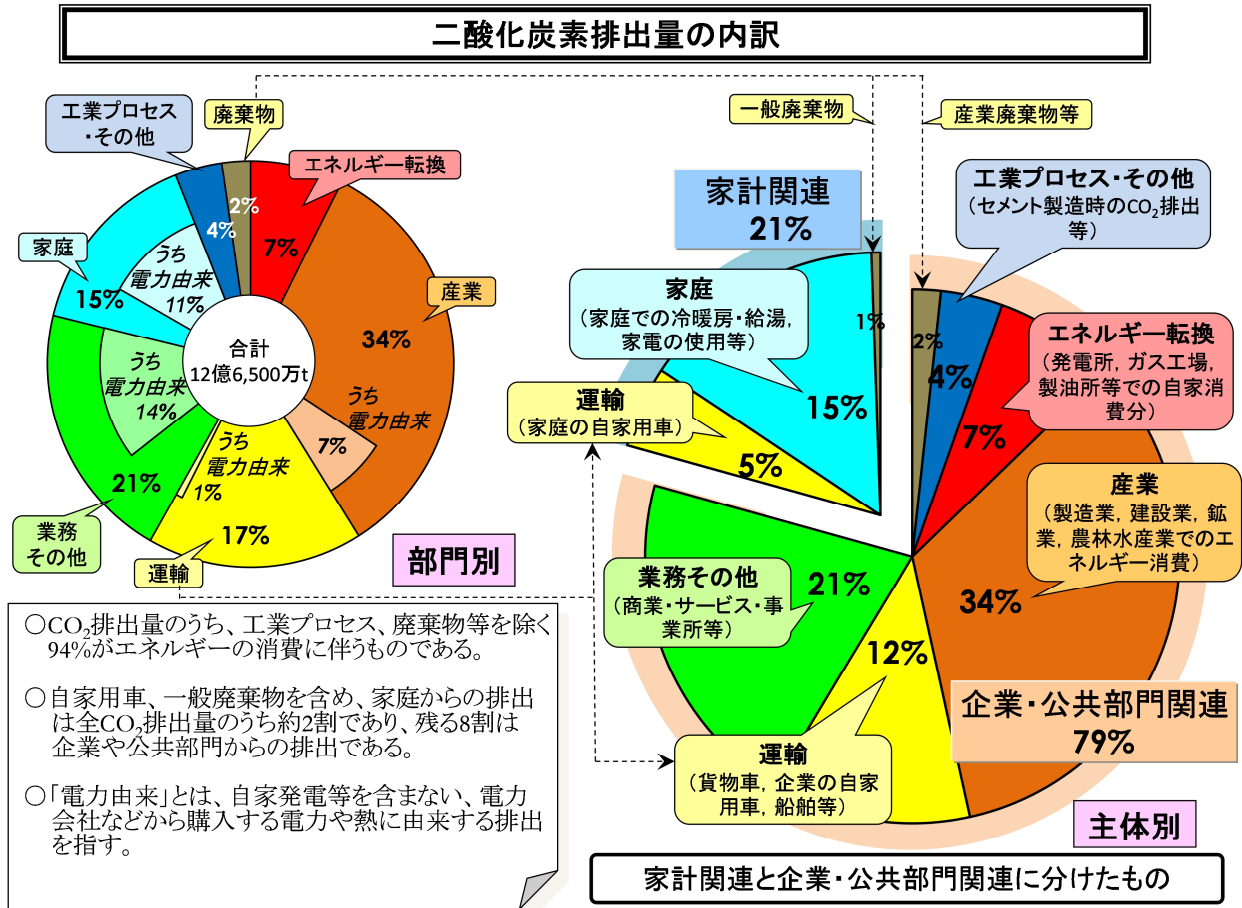 二酸化炭素排出量の内訳
工業プロセス
・その他
廃棄物
エネルギー転換
家庭
産業
業務
その他
運輸
2%
4%
7%
うち
電力由来
11%
15%
34%
合計
12億6,500万t
うち
電力由来
14%
うち
電力由来
7%
うち
電力由来
1%
21%
17%
部門別
○CO₂排出量のうち、工業プロセス、廃棄物等を除く
94%がエネルギーの消費に伴うものである。
○自家用車、一般廃棄物を含め、家庭からの排出
は全CO₂排出量のうち約2割であり、残る8割は
企業や公共部門からの排出である。
○「電力由来」とは、自家発電等を含まない、電力
会社などから購入する電力や熱に由来する排出
を指す。
一般廃棄物
産業廃棄物等
家計関連
21%
工業プロセス・その他
(セメント製造時のCO₂排出
等)
家庭
(家庭での冷暖房・給湯,
家電の使用等)
1%
2%
4%
エネルギー転換
(発電所, ガス工場,
製油所等での自家消
費分)
7%
運輸
(家庭の自家用車)
15%
5%
産業
(製造業, 建設業, 鉱
業, 農林水産業でのエ
ネルギー消費)
34%
業務その他
(商業・サービス・事
業所等)
21%
12%
運輸
(貨物車, 企業の自家
用車, 船舶等)
企業・公共部門関連
79%
主体別
家計関連と企業・公共部門関連に分けたもの